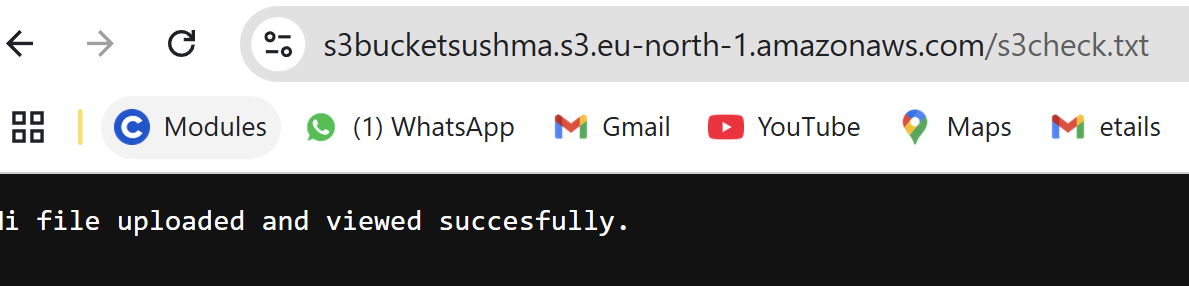 s3bucketsushma.s3.eu-north-1.amazonaws.com/s3check.txt
Modules (1) WhatsApp Gmail YouTube Maps etails
Hi file uploaded and viewed succesfully.